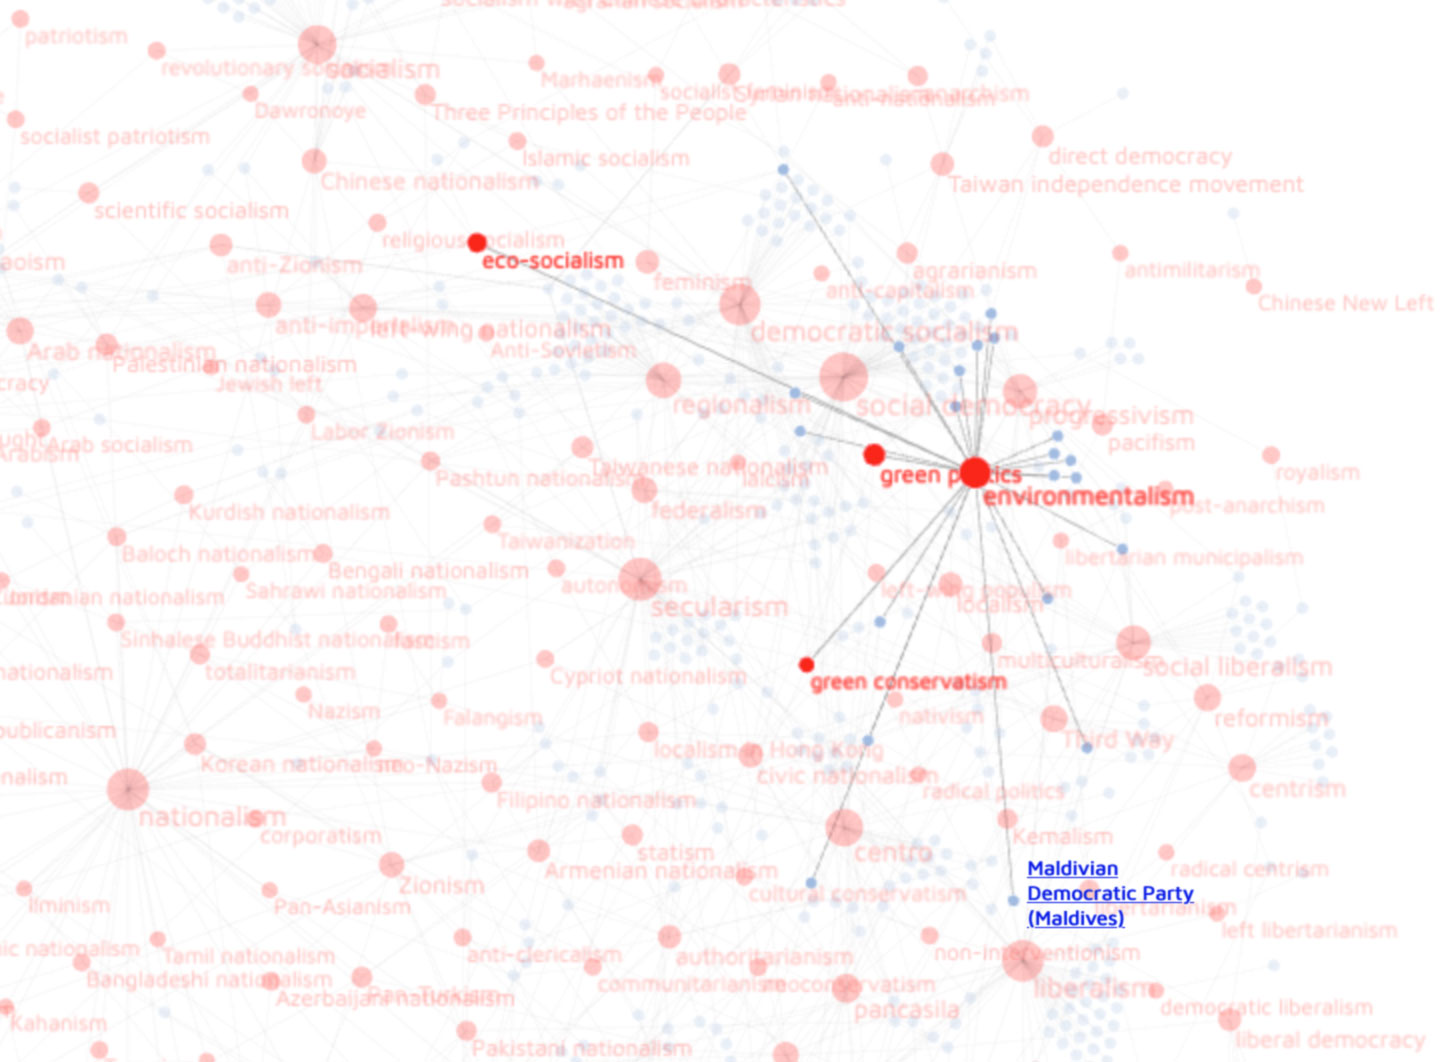 patriotism
revolutionary socialism
socialism
Marhaenism
socialist feminism
Syrian nationalism
anti-nationalism
anarchism
Dawronoye
Three Principles of the People
socialist patriotism
Islamic socialism
direct democracy
Chinese nationalism
Taiwan independence movement
scientific socialism
religious socialism
eco-socialism
aoism
anti-Zionism
feminism
agrarianism
antimilitarism
anti-capitalism
Chinese New Left
anti-imperialism
left-wing nationalism
democratic socialism
Arab nationalism
Anti-Sovietism
Palestinian nationalism
cracy
Jewish left
regionalism
social democracy
progressivism
Labor Zionism
pacifism
Arab socialism
Arabism
Taiwanese nationalism
laicism
Pashtun nationalism
green politics
royalism
environmentalism
post-anarchism
Kurdish nationalism
federalism
Taiwanization
Baloch nationalism
libertarian municipalism
Bengali nationalism
autonomism
Sahrawi nationalism
left-wing populism
Jordanian nationalism
localism
secularism
Sinhalese Buddhist nationalism
fascism
nationalism
totalitarianism
Cypriot nationalism
multiculturalism
social liberalism
green conservatism
Nazism
Falangism
nativism
reformism
publicanism
Third Way
localism in Hong Kong
Korean nationalism
neo-Nazism
civic nationalism
nalism
radical politics
centrism
Filipino nationalism
nationalism
corporatism
Kemalism
statism
centro
Maldivian
Democratic Party
(Maldives)
Armenian nationalism
radical centrism
Zionism
cultural conservatism
Ilminism
Pan-Asianism
libertarianism
left libertarianism
ic nationalism
Tamil nationalism
anti-clericalism
authoritarianism
non-interventionism
Bangladeshi nationalism
communitarianism
neoconservatism
liberalism
Azerbaijani nationalism
Pan-Turkism
pancasila
democratic liberalism
Kahanism
liberal democracy
Pakistani nationalism